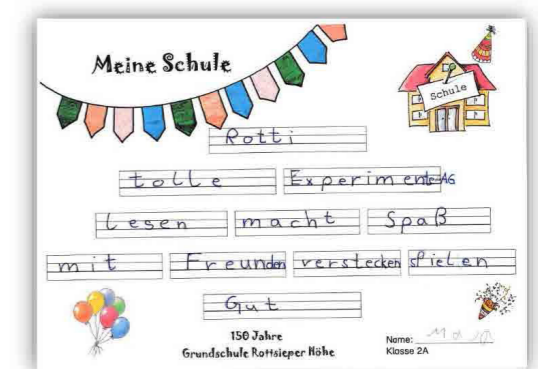 Meine Schule
Schule
Rotti
tolle Experimente-AG
Lesen macht Spaß
mit Freunden verstecken spielen
Gut
150 Jahre
Grundschule Rottsieper Höhe
Name:
Klasse 2A